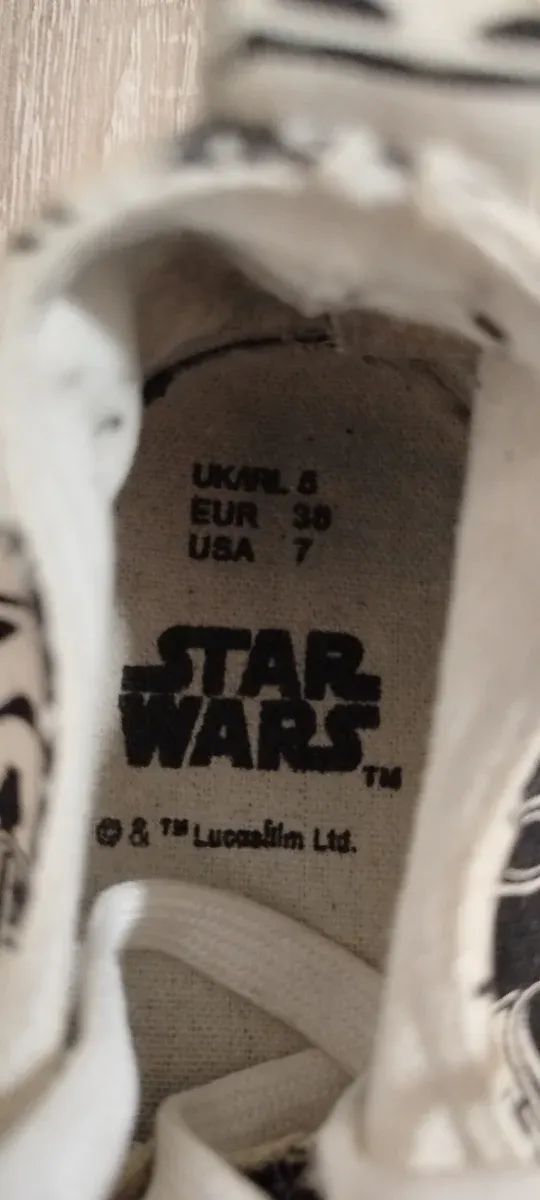 UK/IRL 5
EUR 38
USA 7
STAR
WARS
TM
© & ™ Lucasfilm Ltd.